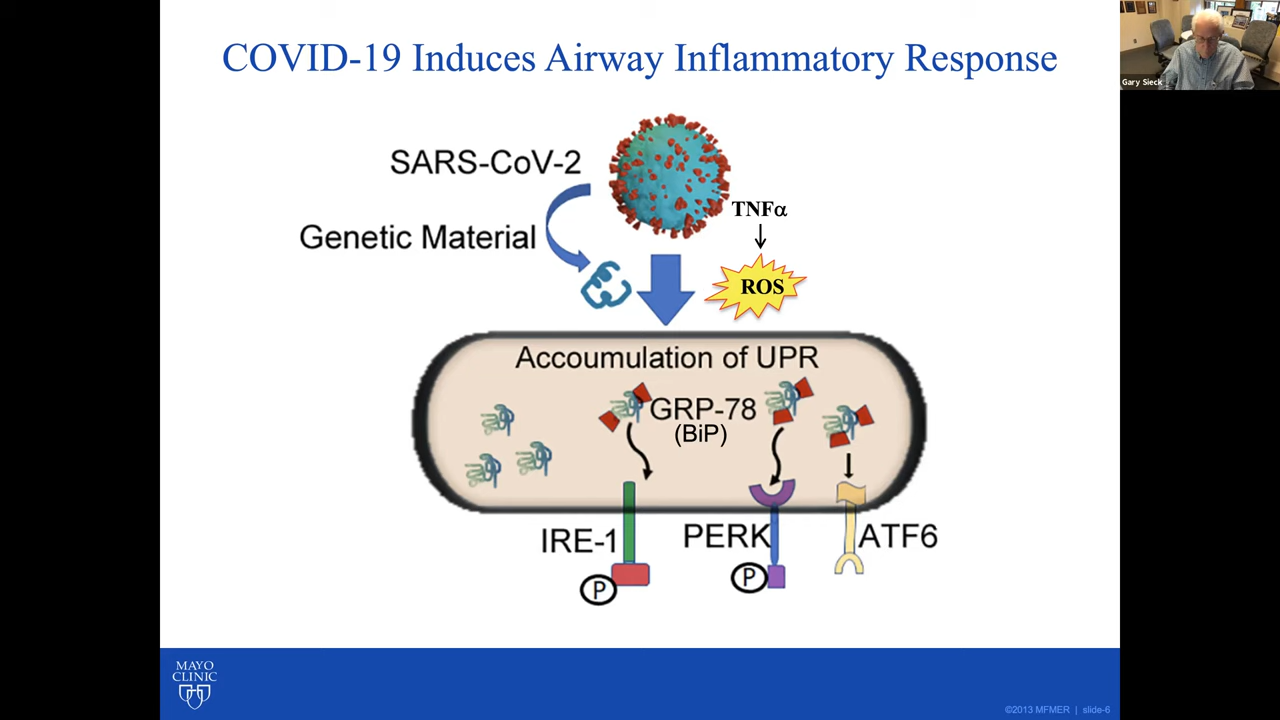 COVID-19 Induces Airway Inflammatory Response
Gary Sieck
SARS-CoV-2
TNFα
Genetic Material
ROS
Accoumulation of UPR
GRP-78
(BiP)
IRE-1
PERK
ATF6
P
P
MAYO
CLINIC
©2013 MFMER | slide-6